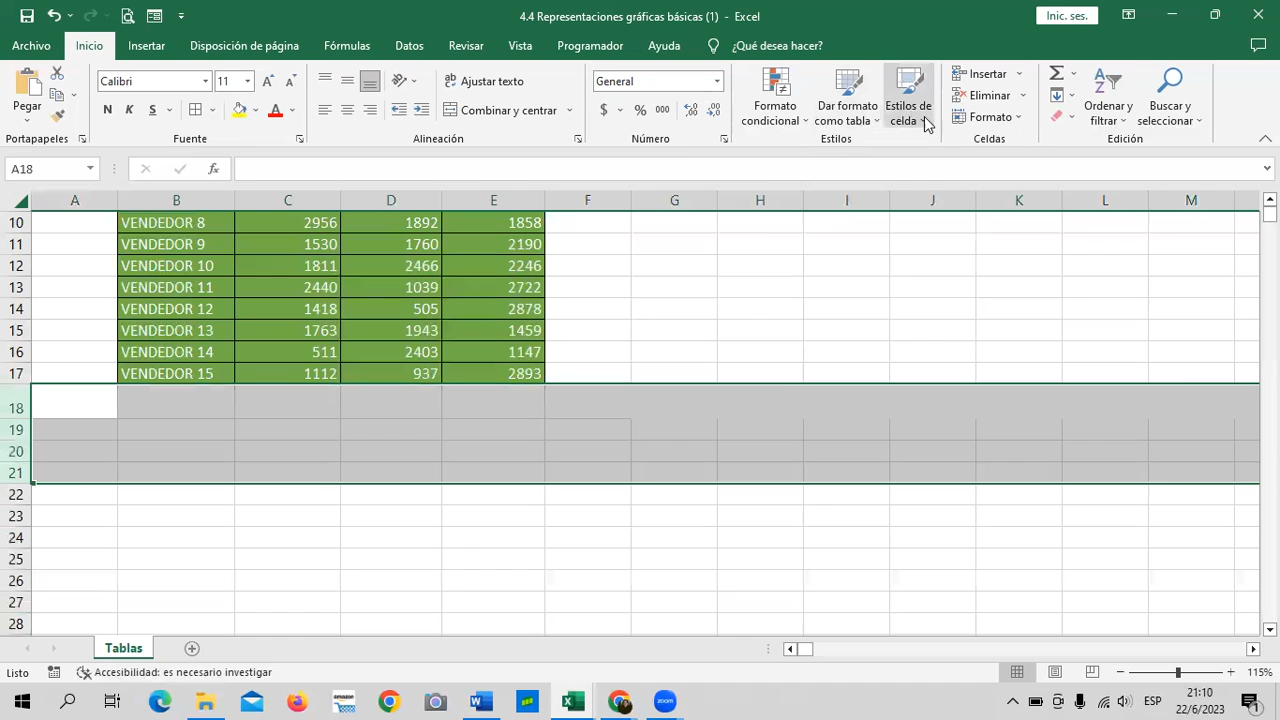 4.4 Representaciones gráficas básicas (1) - Excel
Inic. ses.
Archivo Inicio Insertar Disposición de página Fórmulas Datos Revisar Vista Programador Ayuda ¿Qué desea hacer?
Calibri 11 Ajustar texto General Insertar
Pegar N K S Combinar y centrar $ % 000 Formato condicional Dar formato como tabla Estilos de celda Eliminar Formato Ordenar y filtrar Buscar y seleccionar
Portapapeles Fuente Alineación Número Estilos Celdas Edición
A18 fx
A B C D E F G H I J K L M
10 VENDEDOR 8 2956 1892 1858
11 VENDEDOR 9 1530 1760 2190
12 VENDEDOR 10 1811 2466 2246
13 VENDEDOR 11 2440 1039 2722
14 VENDEDOR 12 1418 505 2878
15 VENDEDOR 13 1763 1943 1459
16 VENDEDOR 14 511 2403 1147
17 VENDEDOR 15 1112 937 2893
18
19
20
21
22
23
24
25
26
27
28
Tablas
Listo Accesibilidad: es necesario investigar 115%
zoom ESP 21:10
22/6/2023